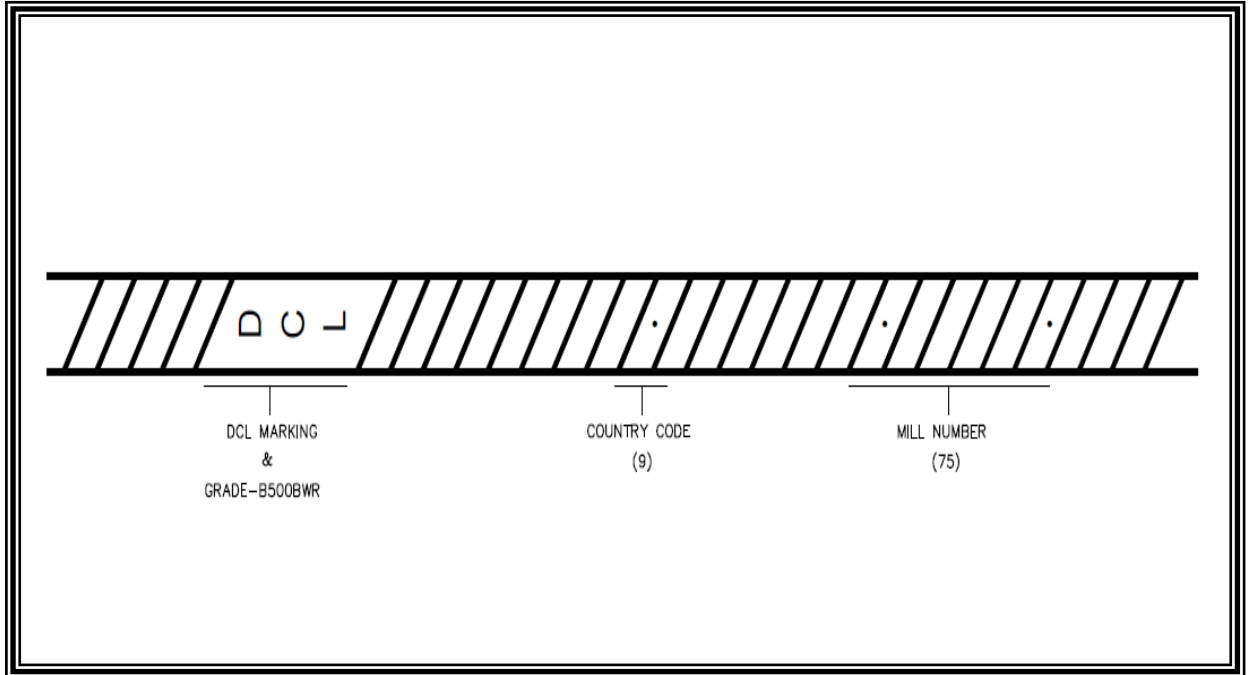 D C L
DCL MARKING
&
GRADE-B500BWR
COUNTRY CODE
(9)
MILL NUMBER
(75)